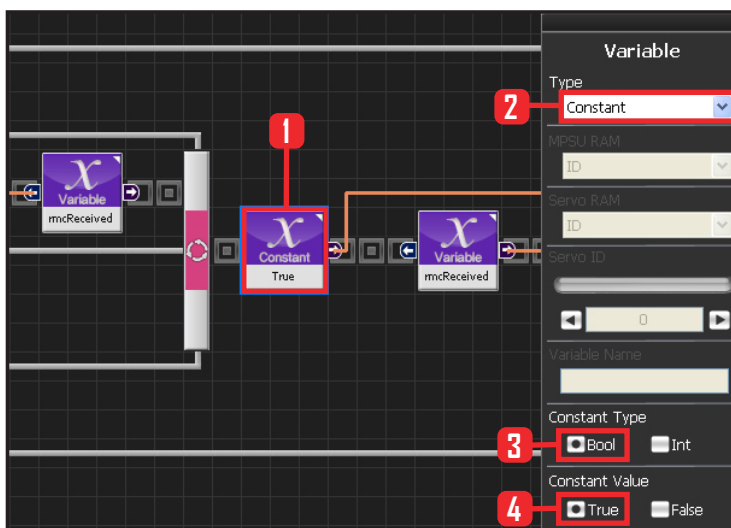 Variable
Type
2
Constant
1
MPSU RAM
ID
x
Variable
rmcReceived
Servo RAM
ID
x
Constant
True
x
Variable
rmcReceived
Servo ID
0
Variable Name
Constant Type
3
Bool
Int
Constant Value
4
True
False